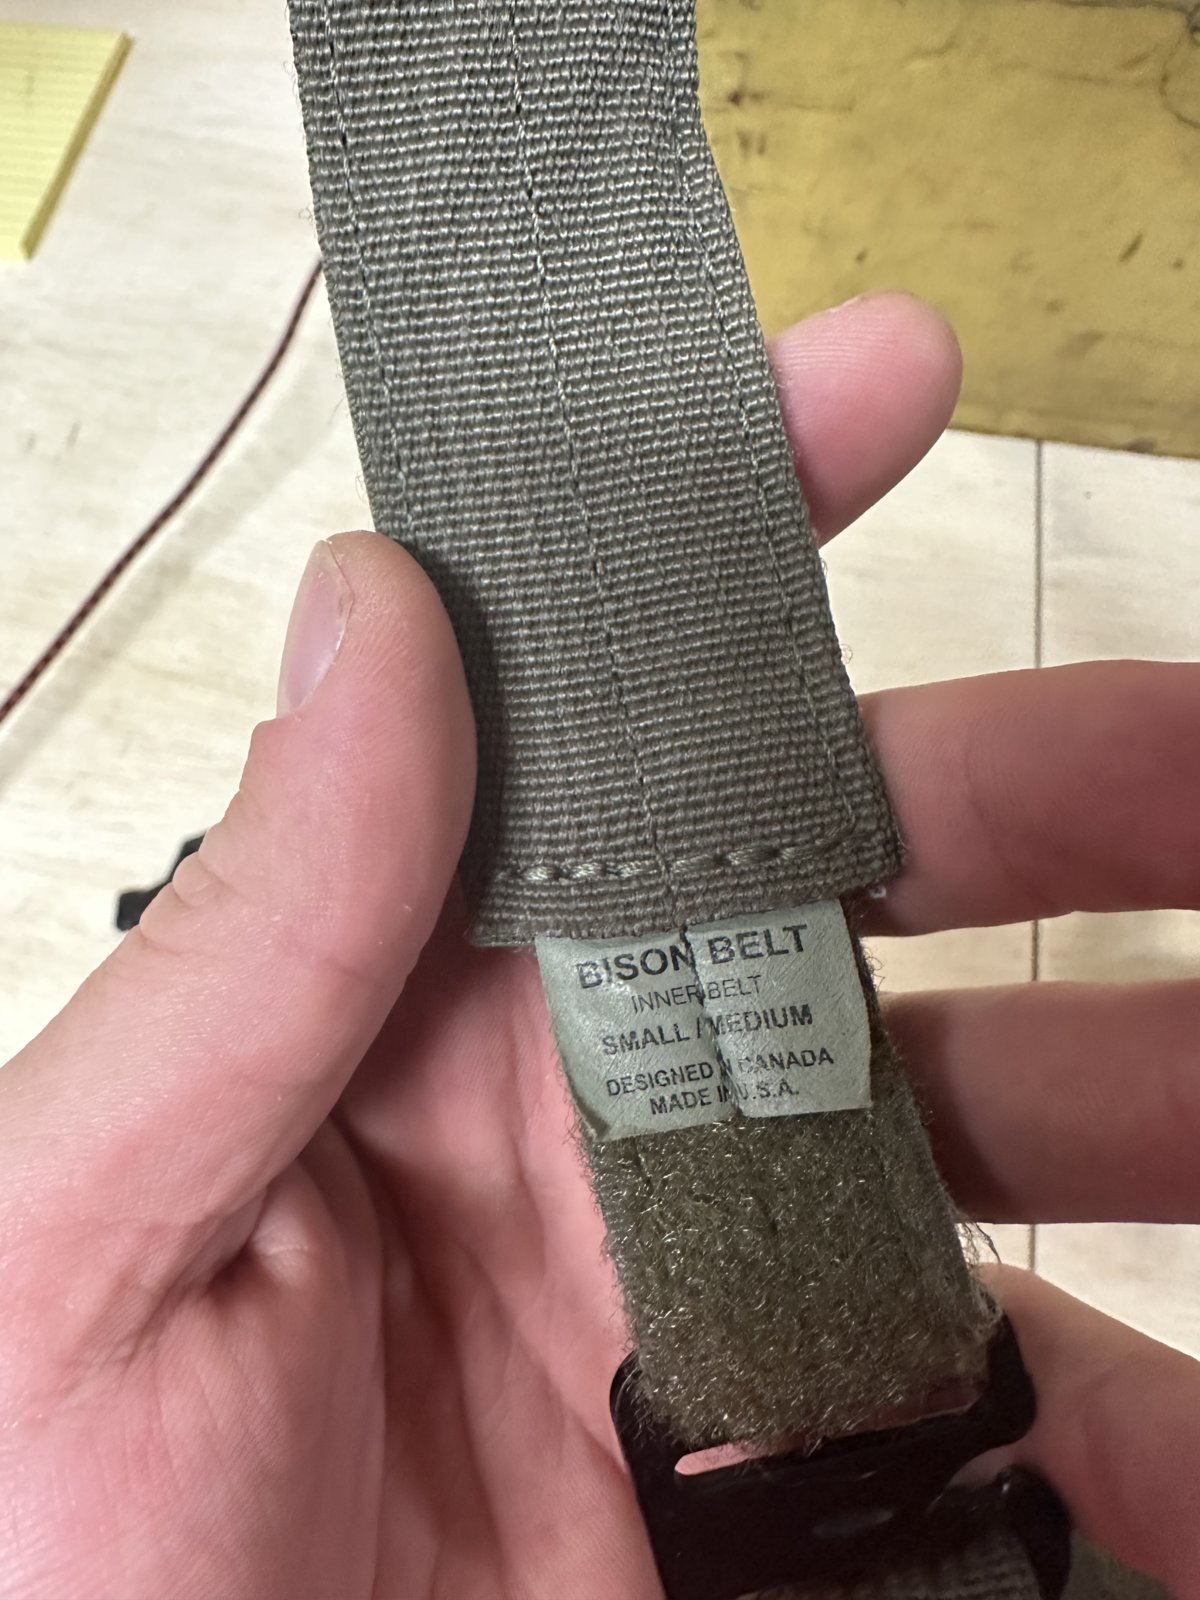 BISON BELT
INNER BELT
SMALL / MEDIUM
DESIGNED IN CANADA
MADE IN U.S.A.